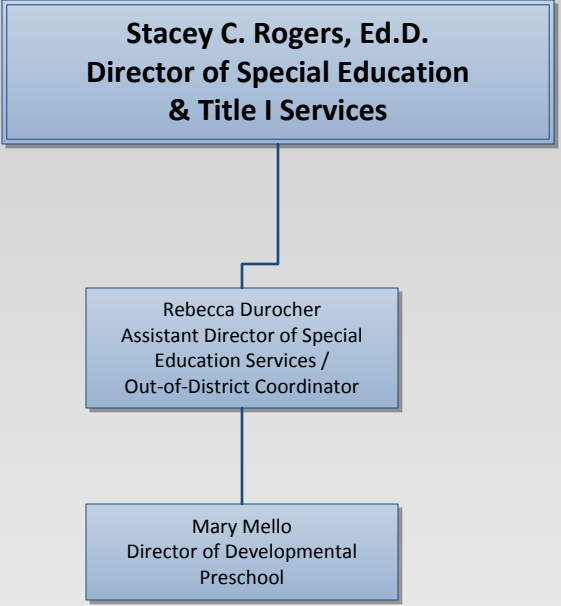 Stacey C. Rogers, Ed.D.
Director of Special Education
& Title I Services
Rebecca Durocher
Assistant Director of Special
Education Services /
Out-of-District Coordinator
Mary Mello
Director of Developmental
Preschool